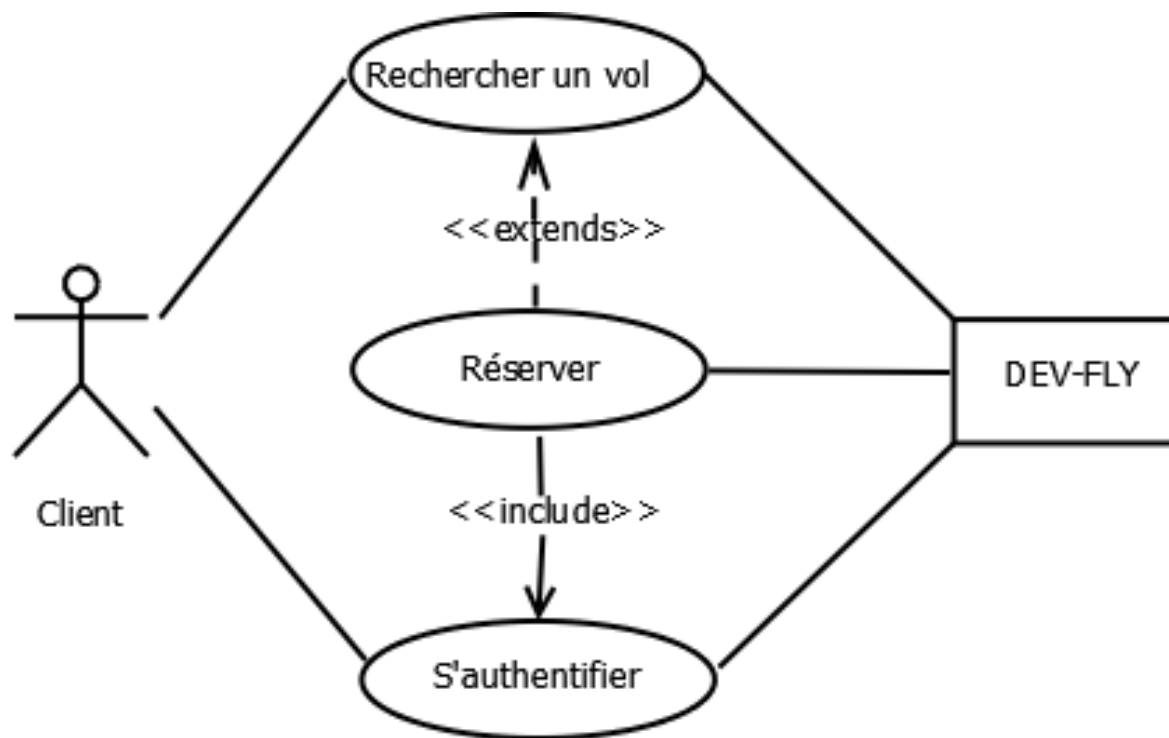 Rechercher un vol
<<extends>>
Réserver
DEV-FLY
Client
<<include>>
S'authentifier